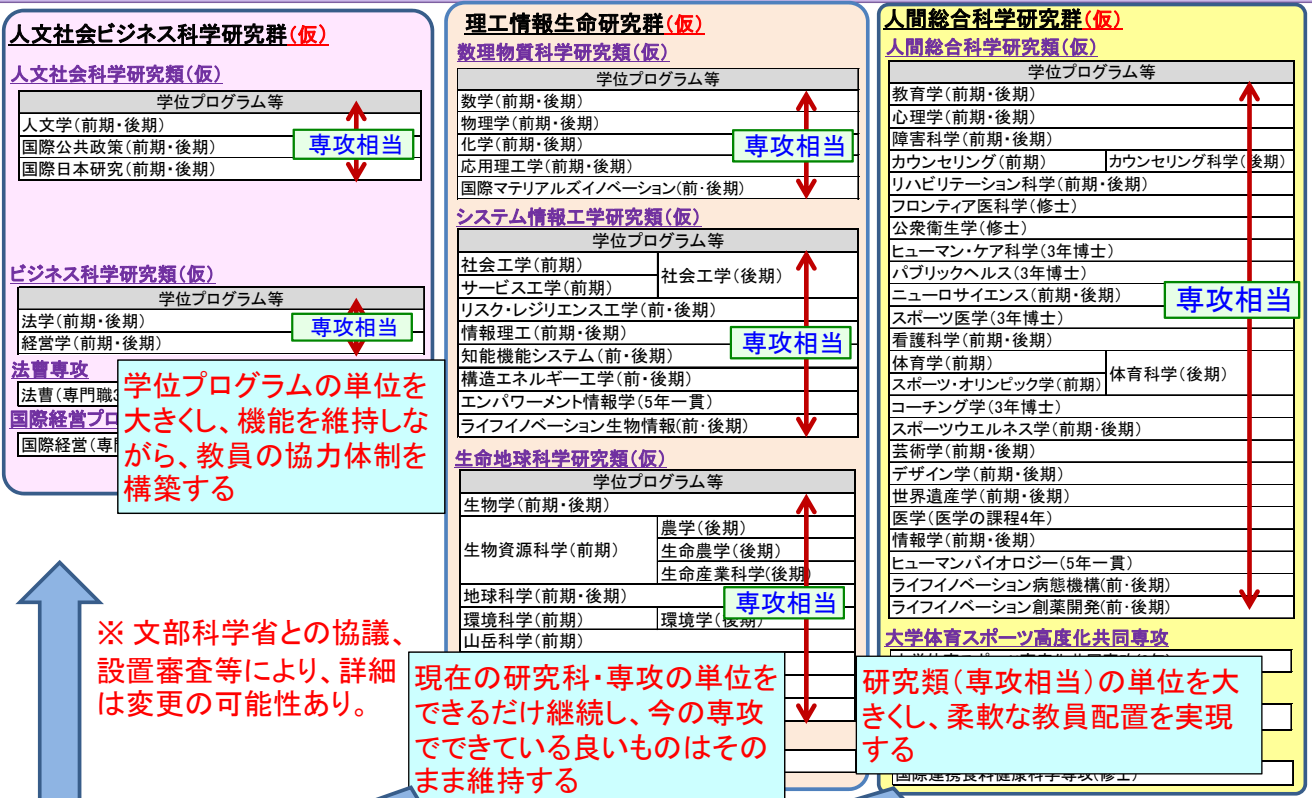 人文社会ビジネス科学研究群(仮)
人文社会科学研究類(仮)
学位プログラム等
人文学(前期・後期)
国際公共政策(前期・後期)
国際日本研究(前期・後期)
専攻相当
ビジネス科学研究類(仮)
学位プログラム等
法学(前期・後期)
経営学(前期・後期)
専攻相当
法曹専攻
法曹(専門職
国際経営プロ
国際経営(専
学位プログラムの単位を
大きくし、機能を維持しな
がら、教員の協力体制を
構築する
※ 文部科学省との協議、
設置審査等により、詳細
は変更の可能性あり。
理工情報生命研究群(仮)
数理物質科学研究類(仮)
学位プログラム等
数学(前期・後期)
物理学(前期・後期)
化学(前期・後期)
応用理工学(前期・後期)
国際マテリアルズイノベーション(前・後期)
専攻相当
システム情報工学研究類(仮)
学位プログラム等
社会工学(前期)
サービス工学(前期)
社会工学(後期)
リスク・レジリエンス工学(前・後期)
情報理工(前期・後期)
知能機能システム(前・後期)
構造エネルギー工学(前・後期)
エンパワーメント情報学(5年一貫)
ライフイノベーション生物情報(前・後期)
専攻相当
生命地球科学研究類(仮)
学位プログラム等
生物学(前期・後期)
生物資源科学(前期)
農学(後期)
生命農学(後期)
生命産業科学(後期)
地球科学(前期・後期)
環境科学(前期) 環境学(後期)
山岳科学(前期)
専攻相当
現在の研究科・専攻の単位を
できるだけ継続し、今の専攻
でできている良いものはその
まま維持する
人間総合科学研究群(仮)
人間総合科学研究類(仮)
学位プログラム等
教育学(前期・後期)
心理学(前期・後期)
障害科学(前期・後期)
カウンセリング(前期) カウンセリング科学(後期)
リハビリテーション科学(前期・後期)
フロンティア医科学(修士)
公衆衛生学(修士)
ヒューマン・ケア科学(3年博士)
パブリックヘルス(3年博士)
ニューロサイエンス(前期・後期)
スポーツ医学(3年博士)
看護科学(前期・後期)
体育学(前期)
スポーツ・オリンピック学(前期)
体育科学(後期)
コーチング学(3年博士)
スポーツウエルネス学(前期・後期)
芸術学(前期・後期)
デザイン学(前期・後期)
世界遺産学(前期・後期)
医学(医学の課程4年)
情報学(前期・後期)
ヒューマンバイオロジー(5年一貫)
ライフイノベーション病態機構(前・後期)
ライフイノベーション創薬開発(前・後期)
専攻相当
大学体育スポーツ高度化共同専攻
研究類(専攻相当)の単位を大
きくし、柔軟な教員配置を実現
する
国際連携食料健康科学専攻(修士)